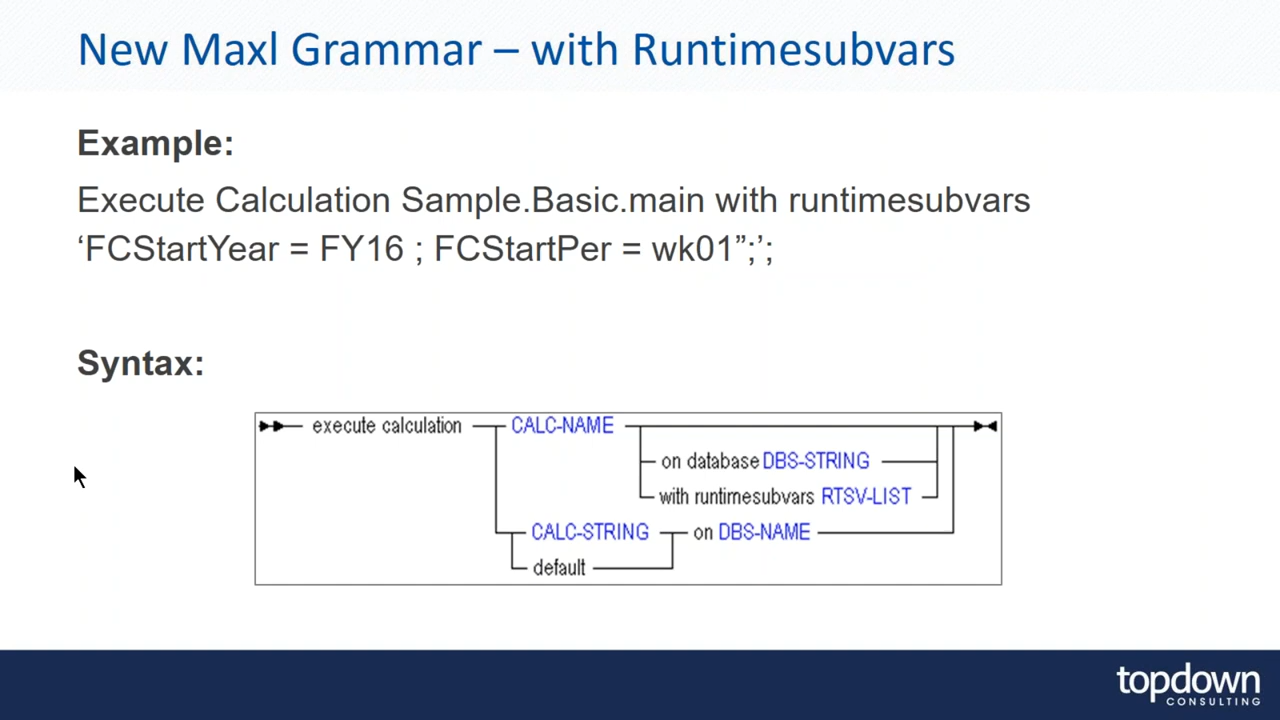 New Maxl Grammar – with Runtimesubvars
Example:
Execute Calculation Sample.Basic.main with runtimesubvars
‘FCStartYear = FY16 ; FCStartPer = wk01”;’;
Syntax:
execute calculation CALC-NAME
on database DBS-STRING
with runtimesubvars RTSV-LIST
CALC-STRING on DBS-NAME
default
topdown
CONSULTING